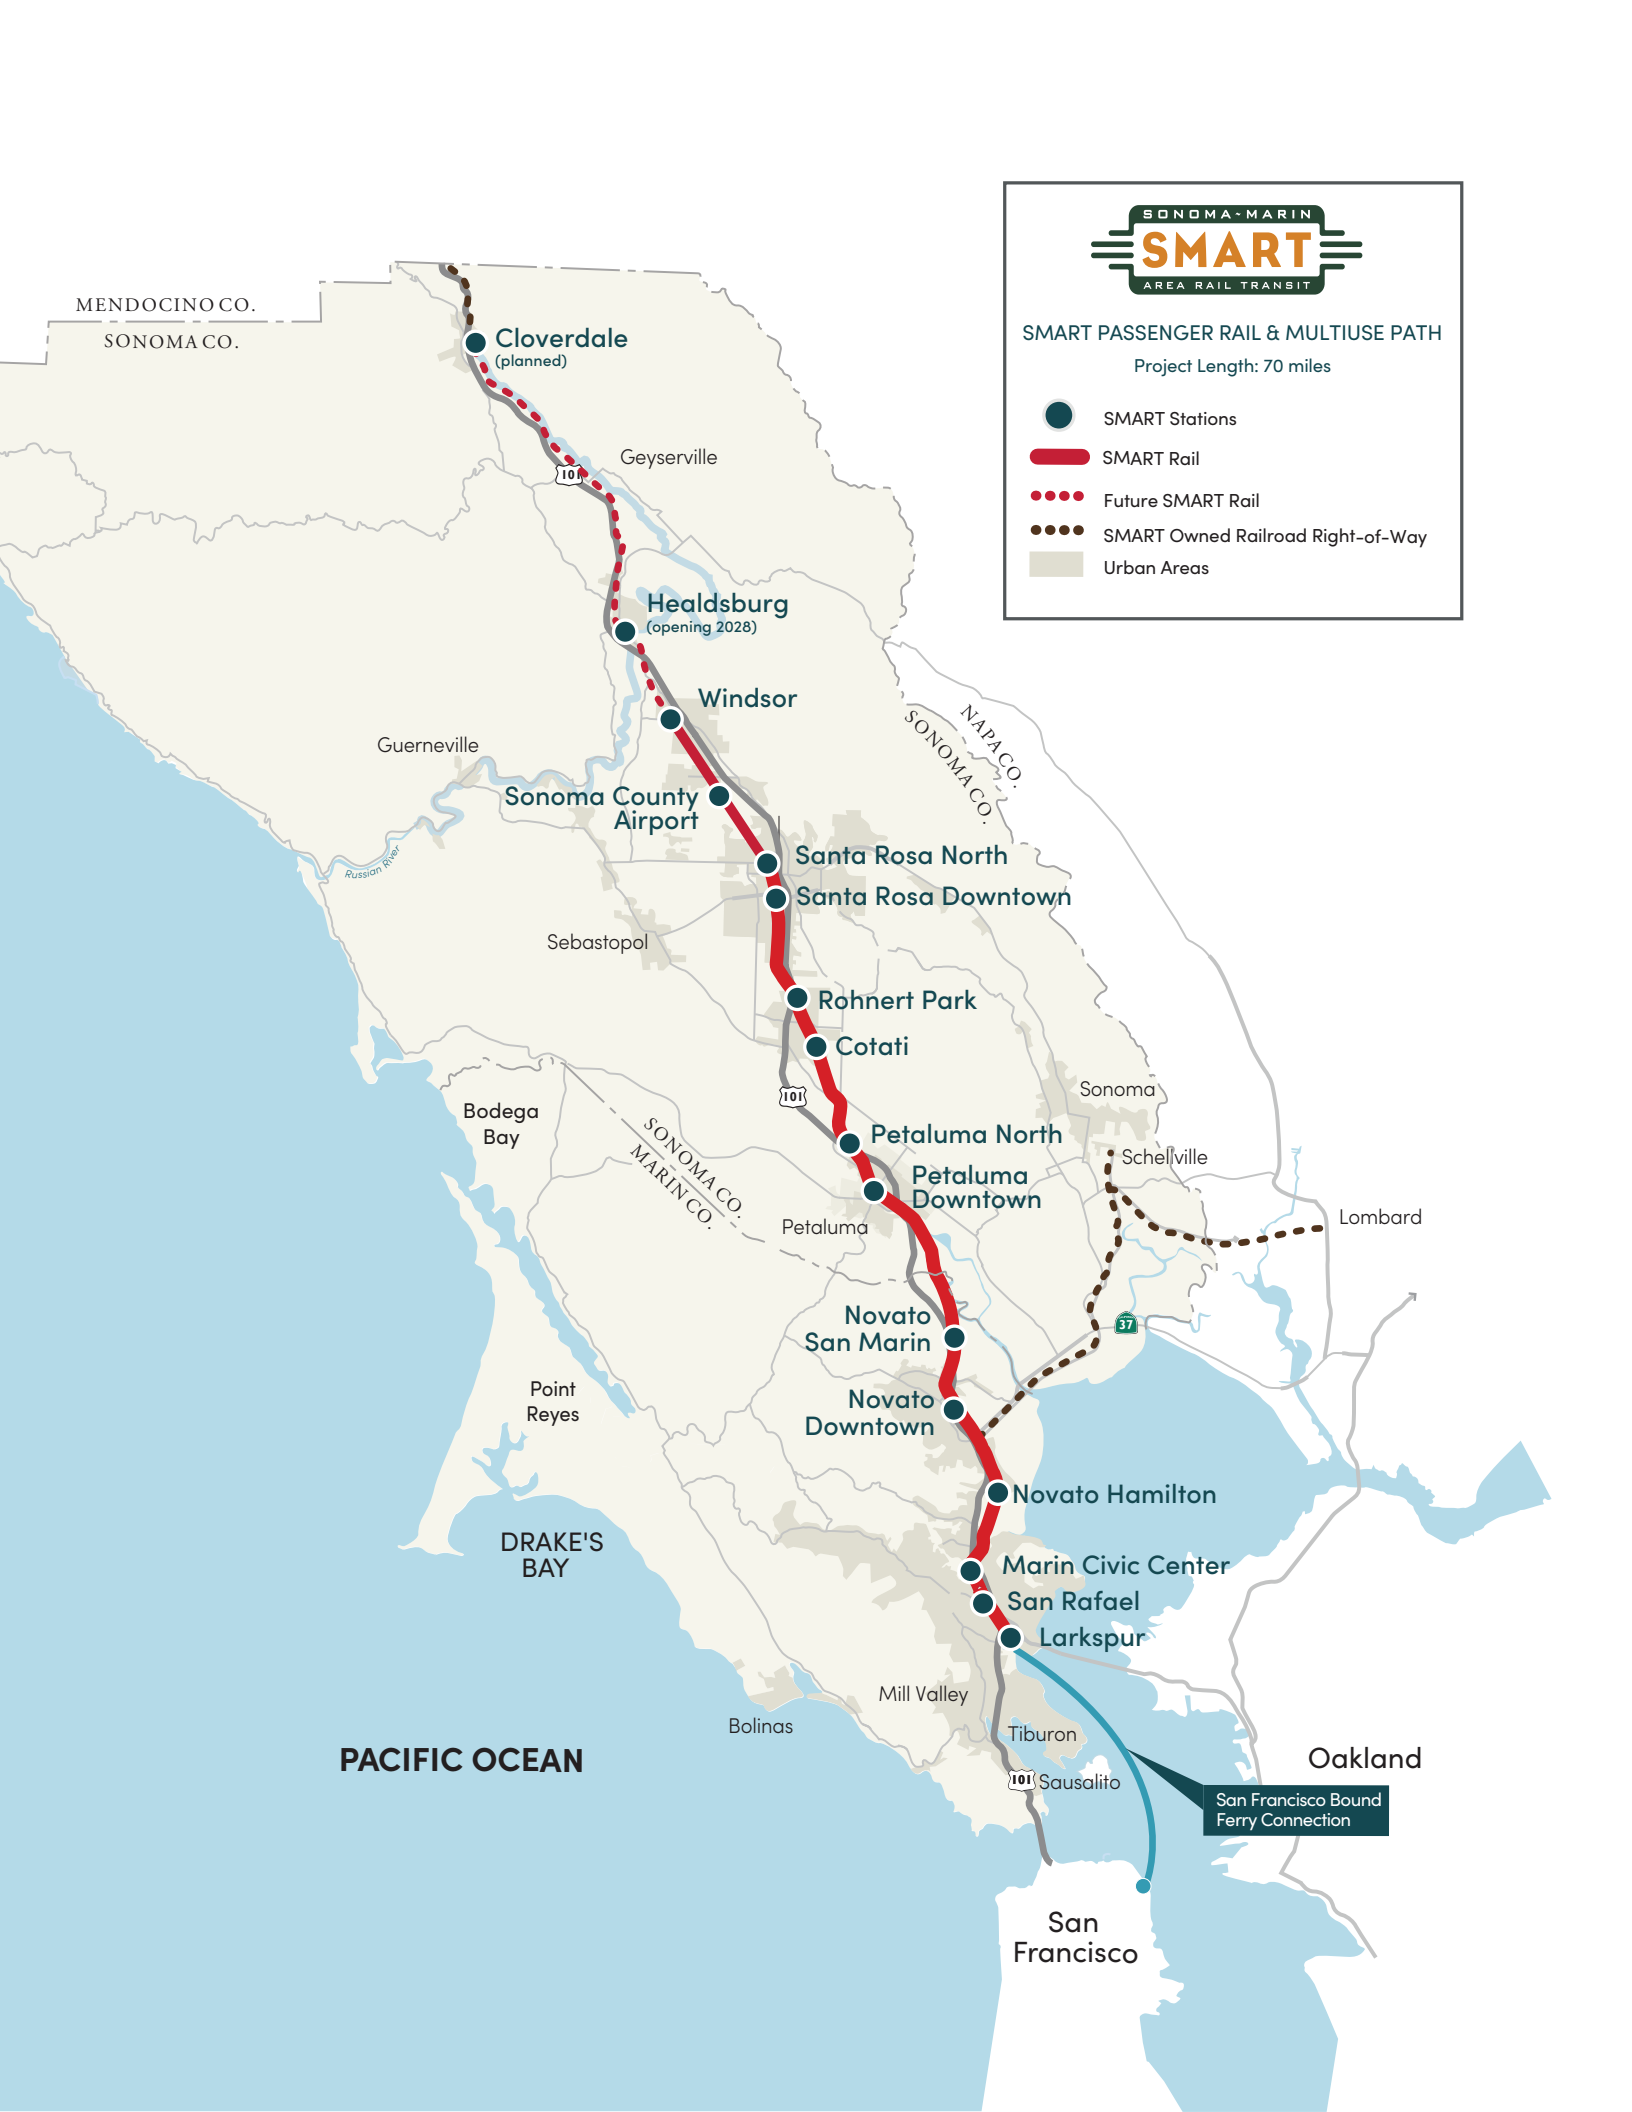 SONOMA~MARIN
SMART
AREA RAIL TRANSIT
SMART PASSENGER RAIL & MULTIUSE PATH
Project Length: 70 miles
SMART Stations
SMART Rail
Future SMART Rail
SMART Owned Railroad Right-of-Way
Urban Areas
MENDOCINO CO.
SONOMA CO.
Cloverdale
(planned)
Geyserville
101
Healdsburg
(opening 2028)
Windsor
NAPA CO.
SONOMA CO.
Guerneville
Sonoma County
Airport
Russian River
Santa Rosa North
Santa Rosa Downtown
Sebastopol
Rohnert Park
Cotati
101
Sonoma
Bodega
Bay
SONOMA CO.
MARIN CO.
Petaluma North
Schellville
Petaluma
Downtown
Petaluma
Lombard
Novato
San Marin
37
Point
Reyes
Novato
Downtown
Novato Hamilton
DRAKE'S
BAY
Marin Civic Center
San Rafael
Larkspur
Mill Valley
Bolinas
Tiburon
PACIFIC OCEAN
Oakland
101
Sausalito
San Francisco Bound
Ferry Connection
San
Francisco